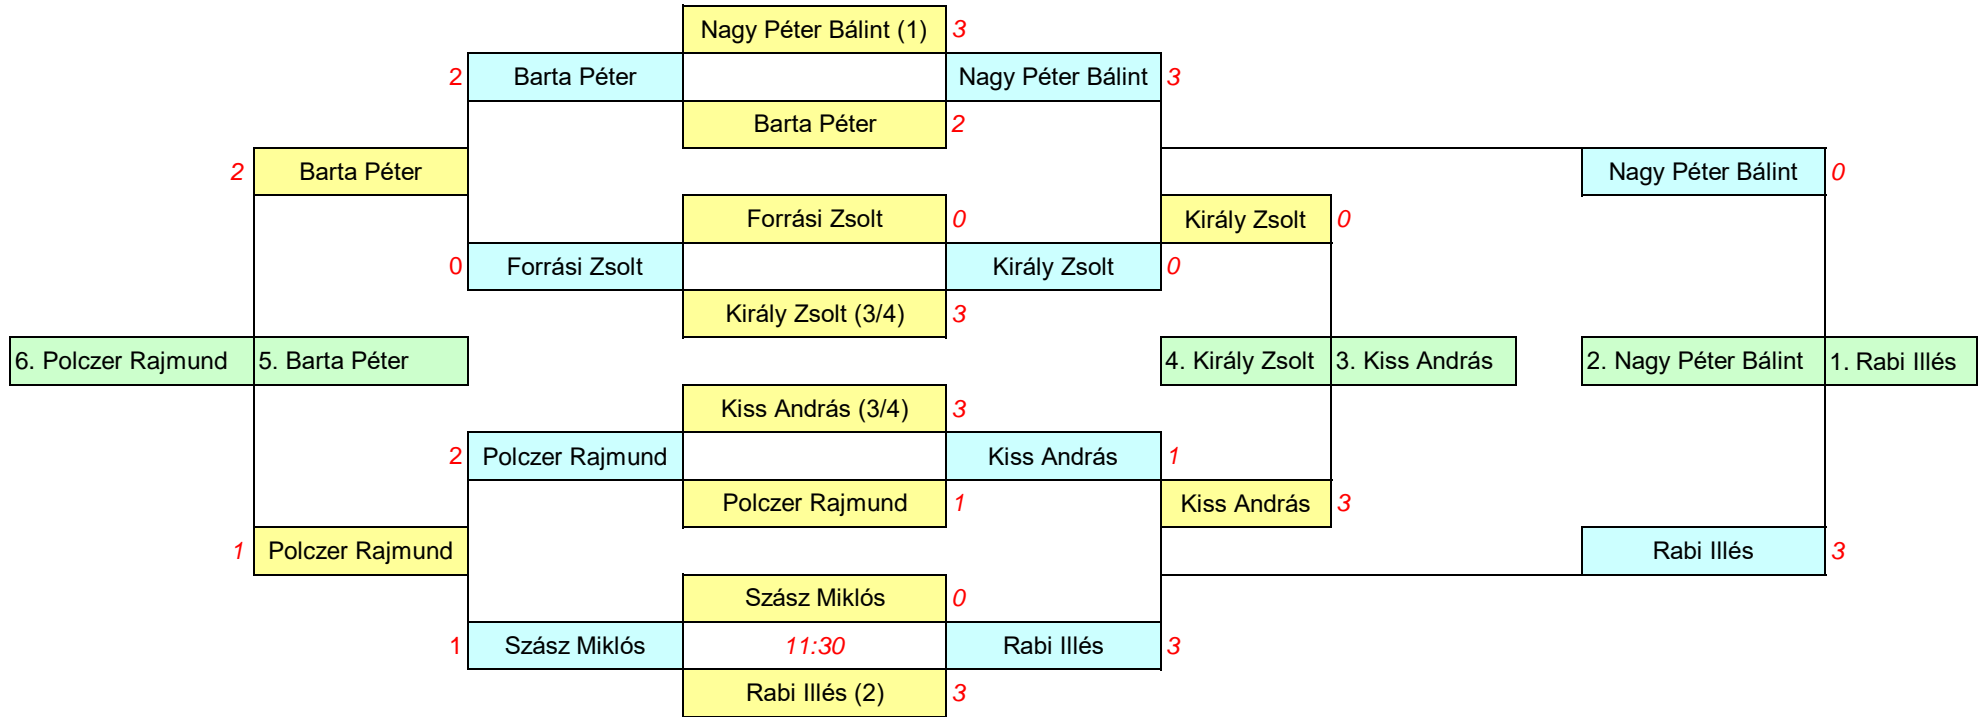 Nagy Péter Bálint (1) 3
2 Barta Péter Nagy Péter Bálint 3
Barta Péter 2
2 Barta Péter Nagy Péter Bálint 0
Forrási Zsolt 0 Király Zsolt 0
0 Forrási Zsolt Király Zsolt 0
Király Zsolt (3/4) 3
6. Polczer Rajmund 5. Barta Péter 4. Király Zsolt 3. Kiss András 2. Nagy Péter Bálint 1. Rabi Illés
Kiss András (3/4) 3
2 Polczer Rajmund Kiss András 1
Polczer Rajmund 1 Kiss András 3
1 Polczer Rajmund Rabi Illés 3
Szász Miklós 0
1 Szász Miklós 11:30 Rabi Illés 3
Rabi Illés (2) 3